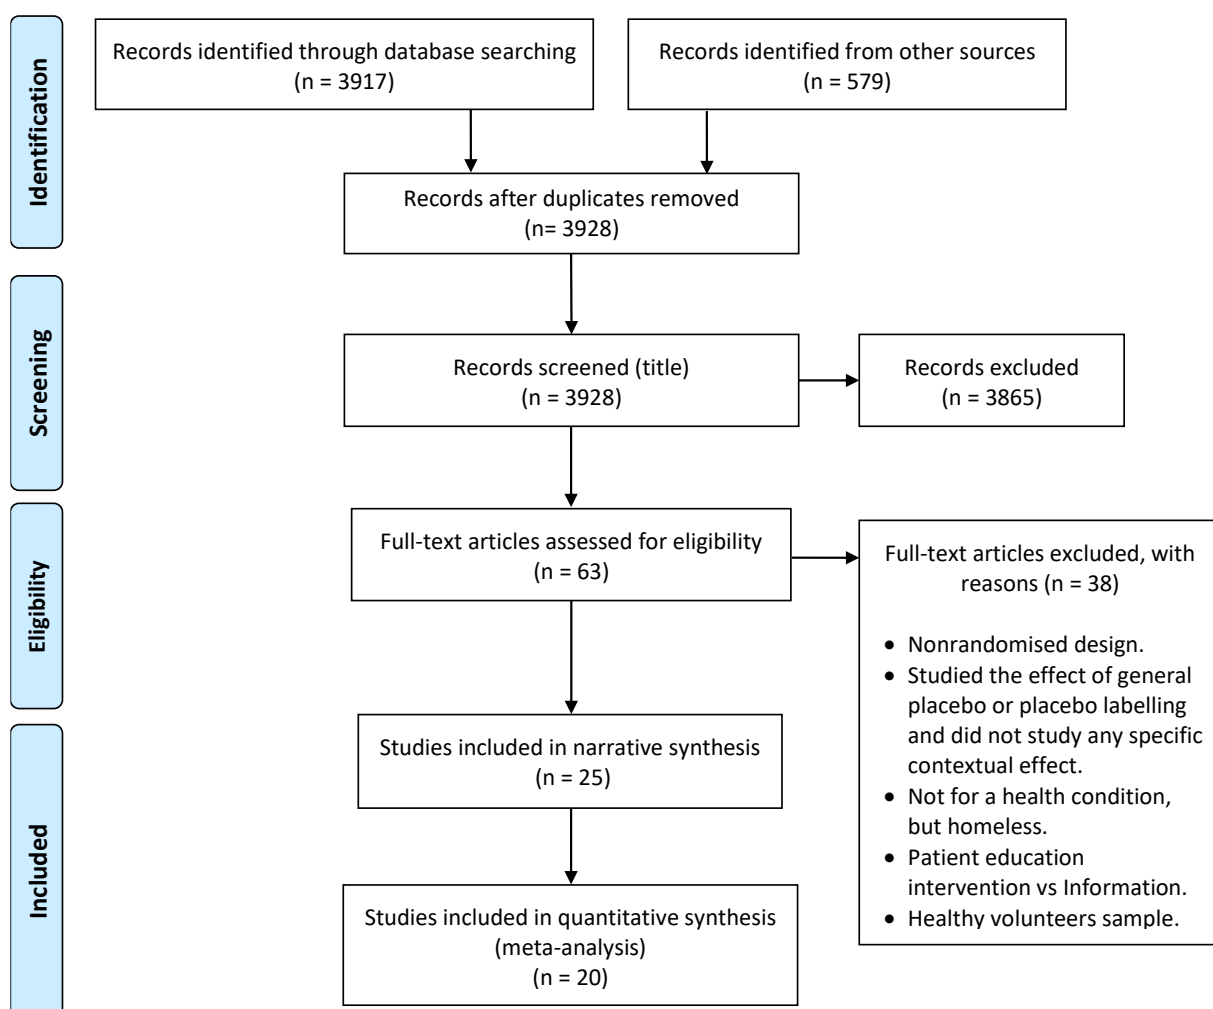 Identification
Records identified through database searching
(n = 3917)
Records identified from other sources
(n = 579)
Records after duplicates removed
(n= 3928)
Screening
Records screened (title)
(n = 3928)
Records excluded
(n = 3865)
Eligibility
Full-text articles assessed for eligibility
(n = 63)
Full-text articles excluded, with
reasons (n = 38)
• Nonrandomised design.
• Studied the effect of general
placebo or placebo labelling
and did not study any specific
contextual effect.
• Not for a health condition,
but homeless.
• Patient education
intervention vs Information.
• Healthy volunteers sample.
Included
Studies included in narrative synthesis
(n = 25)
Studies included in quantitative synthesis
(meta-analysis)
(n = 20)